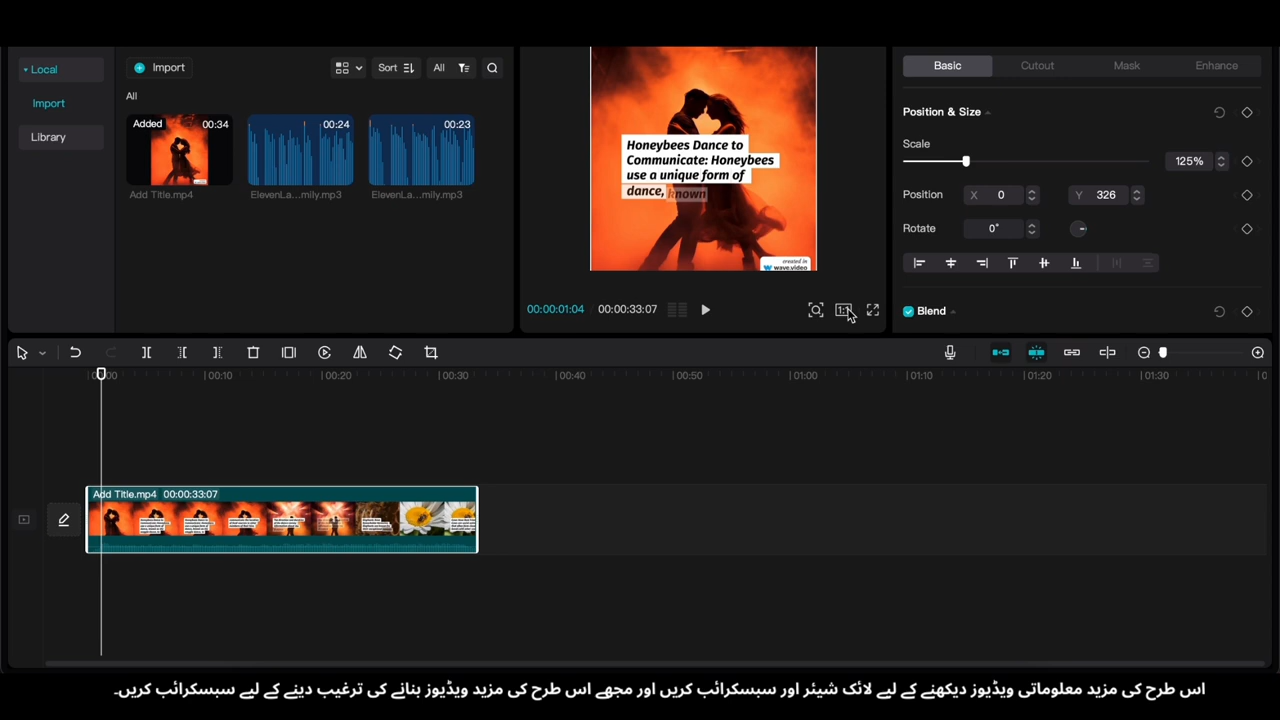 Local
Import
Library
Import
Sort
All
All
Added
00:34
00:24
00:23
Add Title.mp4
ElevenLa...mily.mp3
ElevenLa...mily.mp3
Honeybees Dance to
Communicate: Honeybees
use a unique form of
dance, known
created in
wave.video
00:00:01:04
00:00:33:07
1:1
Basic
Cutout
Mask
Enhance
Position & Size
Scale
125%
Position
X 0
Y 326
Rotate
0°
Blend
00:10
00:20
00:30
00:40
00:50
01:00
01:10
01:20
01:30
Add Title.mp4 00:00:33:07
اس طرح کی مزید معلوماتی ویڈیوز دیکھنے کے لیے لائک شیئر اور سبسکرائب کریں اور مجھے اس طرح کی مزید ویڈیوز بنانے کی ترغیب دینے کے لیے سبسکرائب کریں۔